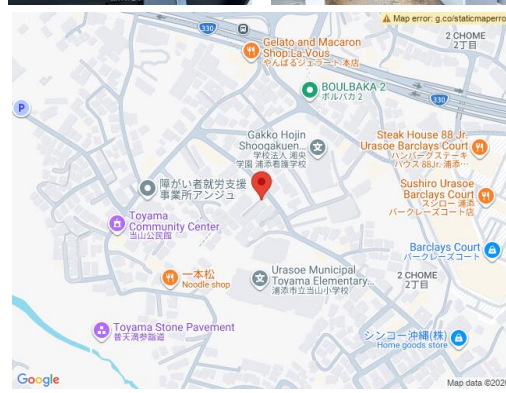 Map error: g.co/staticmaperro
330
2 CHOME
2丁目
Gelato and Macaron
Shop La Vous
やんばるジェラート 本店
BOULBAKA 2
ボルバカ 2
330
P
Gakko Hojin
Shoogakuen...
学校法人 湘央
学園 浦添看護学校
Steak House 88 Jr.
Urasoe Barclays Court
ハンバーグステーキ
ハウス 88Jr. 浦添…
障がい者就労支援
事業所アンジュ
Sushiro Urasoe
Barclays Court
スシロー 浦添
バークレーズコート店
Toyama
Community Center
当山公民館
Barclays Court
バークレーズコート
一本松
Noodle shop
Urasoe Municipal
Toyama Elementary...
浦添市立当山小学校
2 CHOME
2丁目
Toyama Stone Pavement
普天満参詣道
シンコー沖縄(株)
Home goods store
Google
Map data ©2026